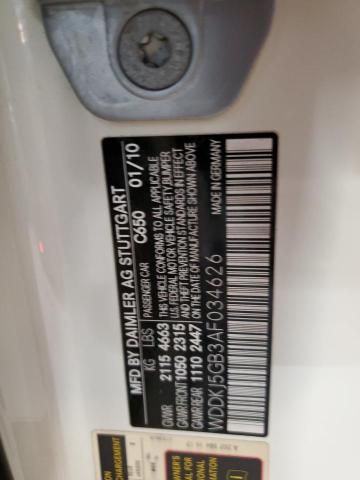 MFD BY DAIMLER AG STUTTGART 01/10
PASSENGER CAR C650
KG LBS
GVWR 2115 4663
GAWR FRONT 1050 2315
GAWR REAR 1110 2447
THIS VEHICLE CONFORMS TO ALL APPLICABLE
U.S. FEDERAL MOTOR VEHICLE SAFETY, BUMPER
AND THEFT PREVENTION STANDARDS IN EFFECT
ON THE DATE OF MANUFACTURE SHOWN ABOVE
WDDKJ5GB3AF034626 MADE IN GERMANY